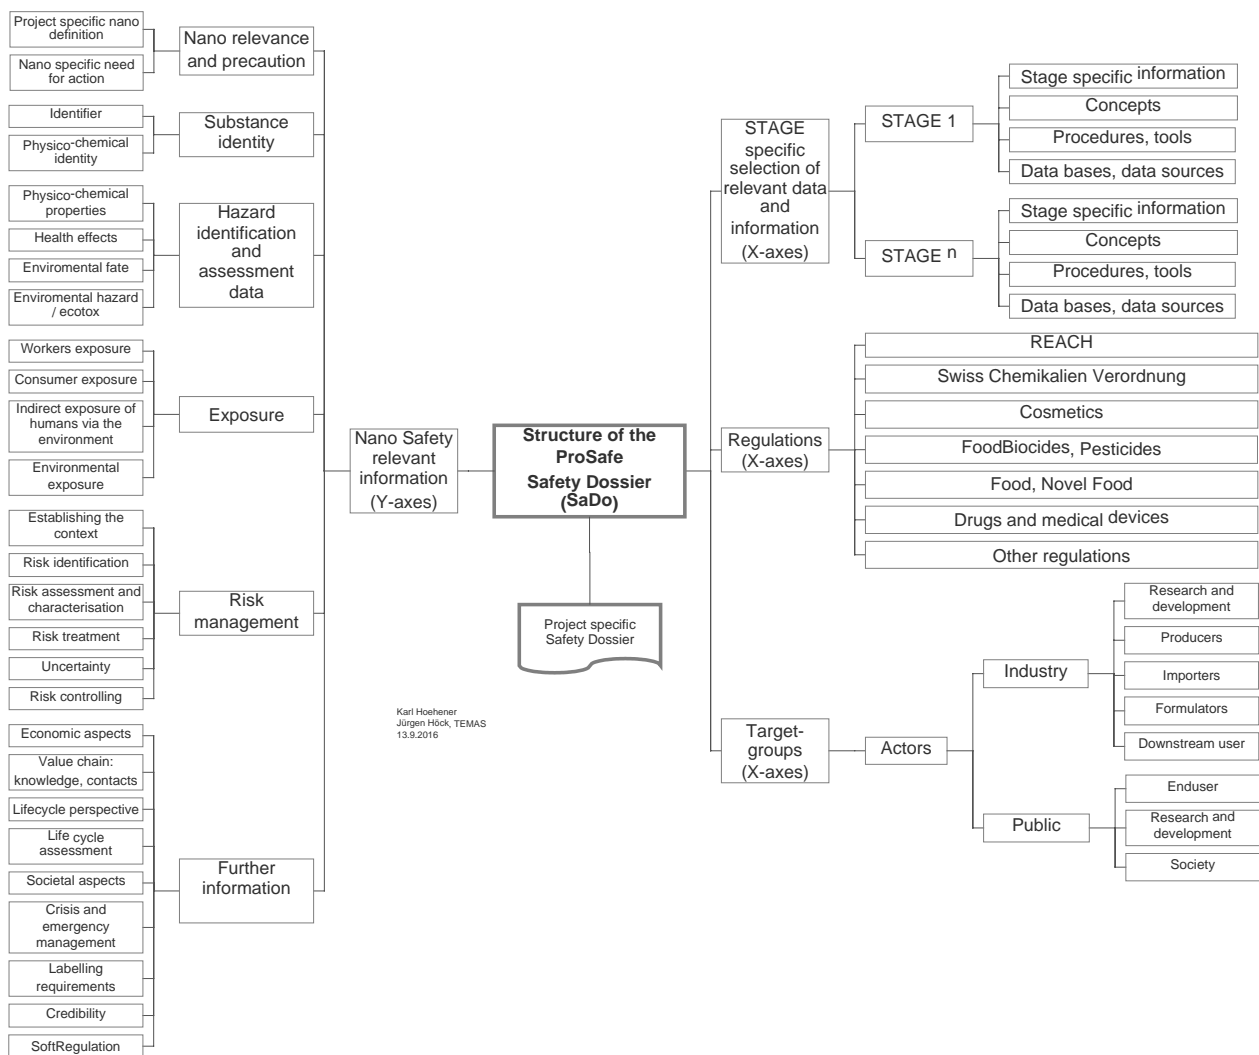 Project specific nano
definition
Nano specific need
for action
Nano relevance
and precaution
Identifier
Physico-chemical
identity
Substance
identity
Physico-chemical
properties
Health effects
Enviromental fate
Enviromental hazard
/ ecotox
Hazard
identification
and
assessment
data
Workers exposure
Consumer exposure
Indirect exposure of
humans via the
environment
Environmental
exposure
Exposure
Establishing the
context
Risk identification
Risk assessment and
characterisation
Risk treatment
Uncertainty
Risk controlling
Risk
management
Economic aspects
Value chain:
knowledge, contacts
Lifecycle perspective
Life cycle
assessment
Societal aspects
Crisis and
emergency
management
Labelling
requirements
Credibility
SoftRegulation
Further
information
Nano Safety
relevant
information
(Y-axes)
Structure of the
ProSafe
Safety Dossier
(SaDo)
Project specific
Safety Dossier
Karl Hoehener
Jürgen Höck, TEMAS
13.9.2016
STAGE
specific
selection of
relevant data
and
information
(X-axes)
STAGE 1
Stage specific information
Concepts
Procedures, tools
Data bases, data sources
STAGE n
Stage specific information
Concepts
Procedures, tools
Data bases, data sources
Regulations
(X-axes)
REACH
Swiss Chemikalien Verordnung
Cosmetics
FoodBiocides, Pesticides
Food, Novel Food
Drugs and medical devices
Other regulations
Target-
groups
(X-axes)
Actors
Industry
Research and
development
Producers
Importers
Formulators
Downstream user
Public
Enduser
Research and
development
Society